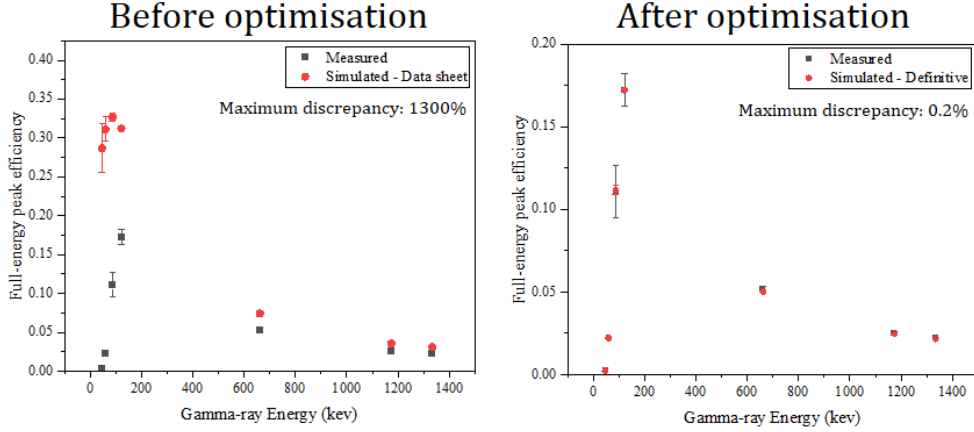 Before optimisation
Measured
Simulated - Data sheet
Maximum discrepancy: 1300%
0.40
0.35
0.30
0.25
0.20
0.15
0.10
0.05
0.00
Full-energy peak efficiency
0 200 400 600 800 1000 1200 1400
Gamma-ray Energy (kev)
After optimisation
Measured
Simulated - Definitive
Maximum discrepancy: 0.2%
0.20
0.15
0.10
0.05
0.00
Full-energy peak efficiency
0 200 400 600 800 1000 1200 1400
Gamma-ray Energy (kev)